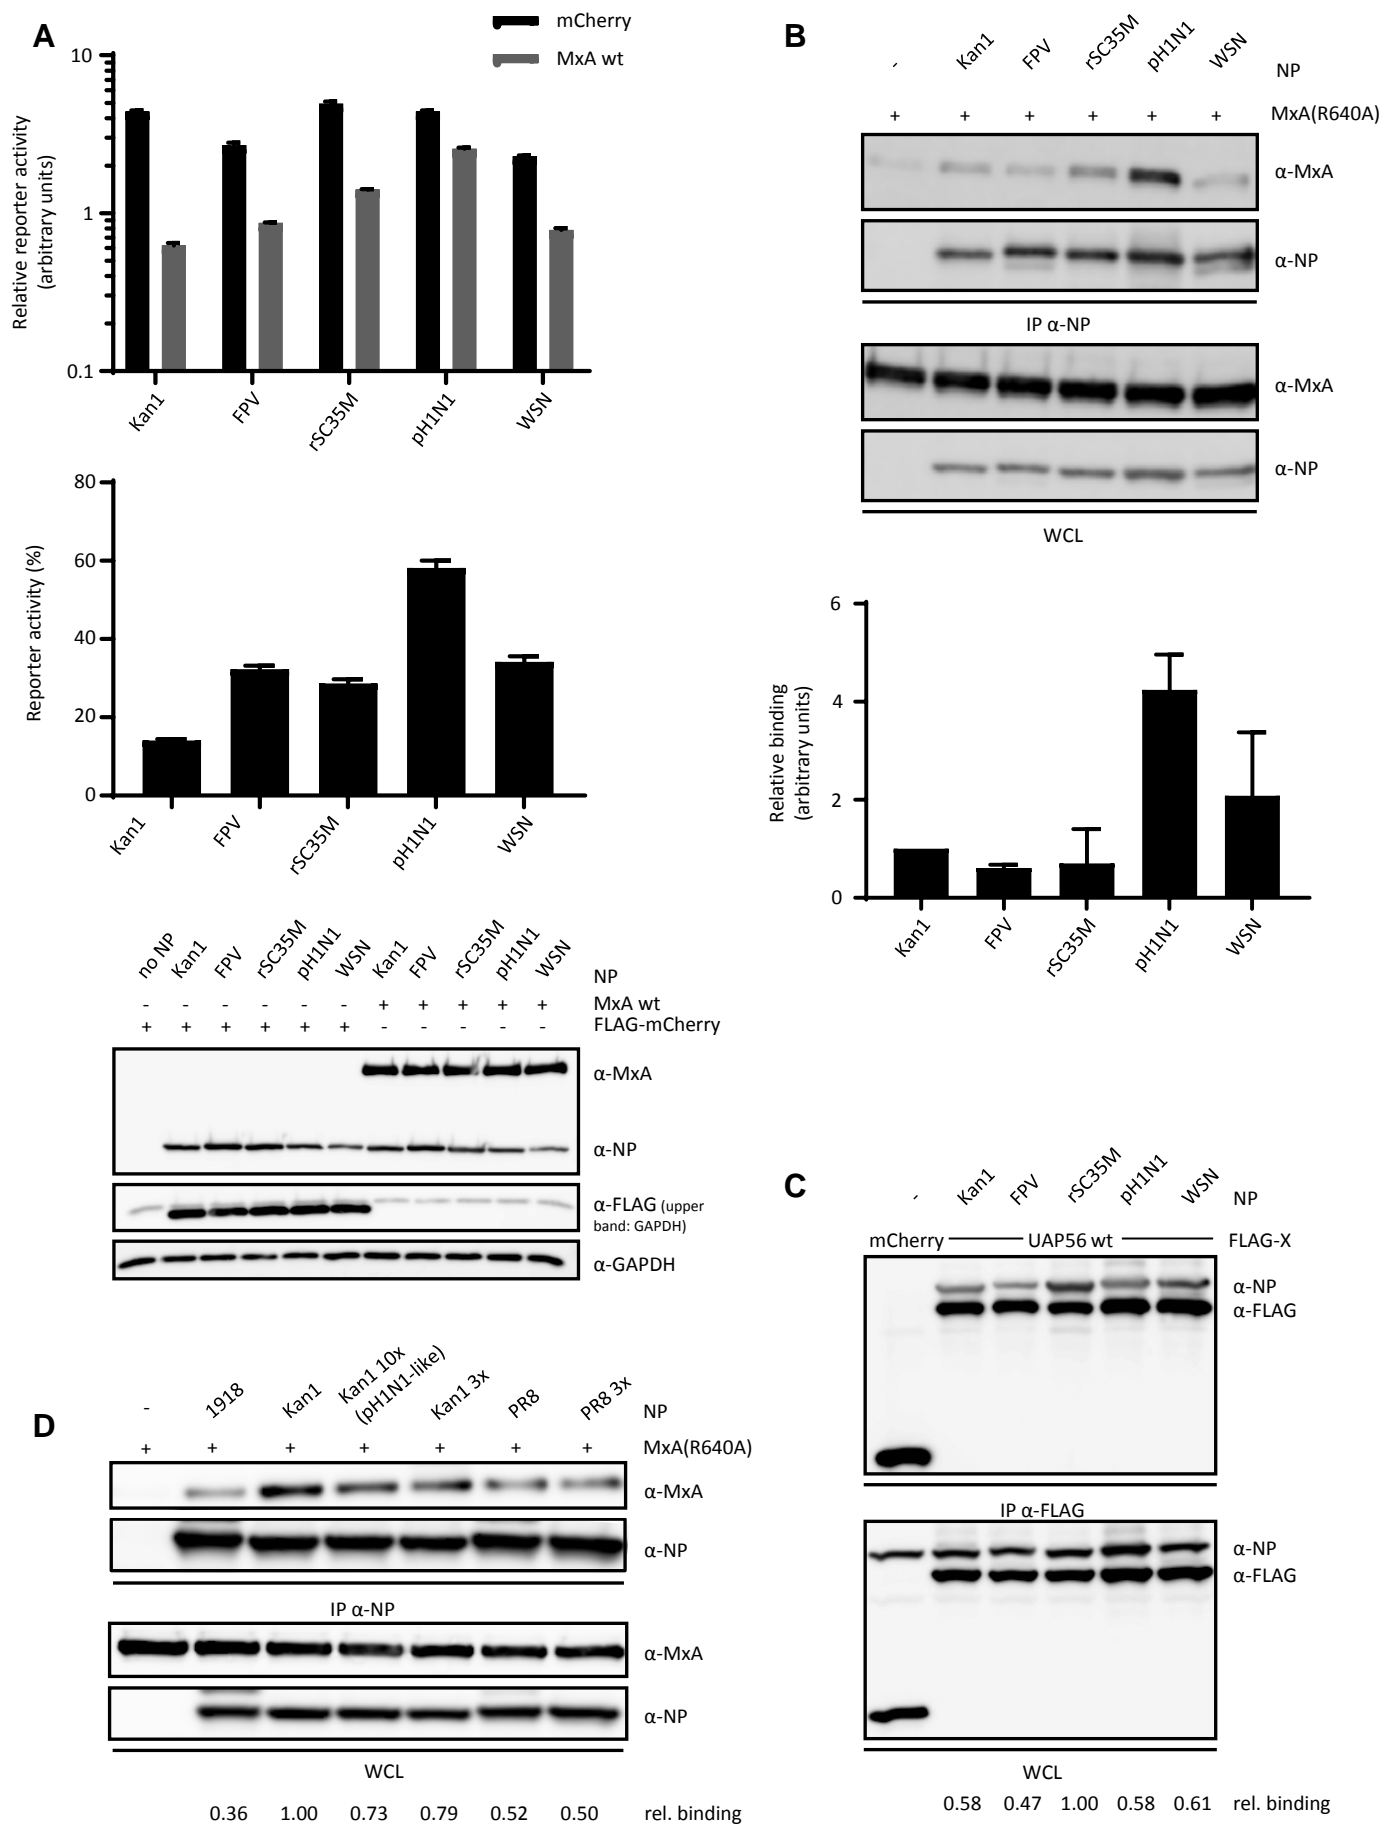 A
mCherry
MxA wt
Relative reporter activity
(arbitrary units)
10
1
0.1
Kan1 FPV rSC35M pH1N1 WSN
Reporter activity (%)
80
60
40
20
0
Kan1 FPV rSC35M pH1N1 WSN
no NP Kan1 FPV rSC35M pH1N1 WSN Kan1 FPV rSC35M pH1N1 WSN NP
- - - - - - + + + + + MxA wt
+ + + + + + - - - - - FLAG-mCherry
α-MxA
α-NP
α-FLAG (upper
band: GAPDH)
α-GAPDH
B
- Kan1 FPV rSC35M pH1N1 WSN NP
+ + + + + + MxA(R640A)
α-MxA
α-NP
IP α-NP
α-MxA
α-NP
WCL
Relative binding
(arbitrary units)
6
4
2
0
Kan1 FPV rSC35M pH1N1 WSN
C
- Kan1 FPV rSC35M pH1N1 WSN NP
mCherry UAP56 wt FLAG-X
α-NP
α-FLAG
IP α-FLAG
α-NP
α-FLAG
WCL
0.58 0.47 1.00 0.58 0.61 rel. binding
D
- 1918 Kan1 Kan1 10x (pH1N1-like) Kan1 3x PR8 PR8 3x NP
+ + + + + + + MxA(R640A)
α-MxA
α-NP
IP α-NP
α-MxA
α-NP
WCL
0.36 1.00 0.73 0.79 0.52 0.50 rel. binding